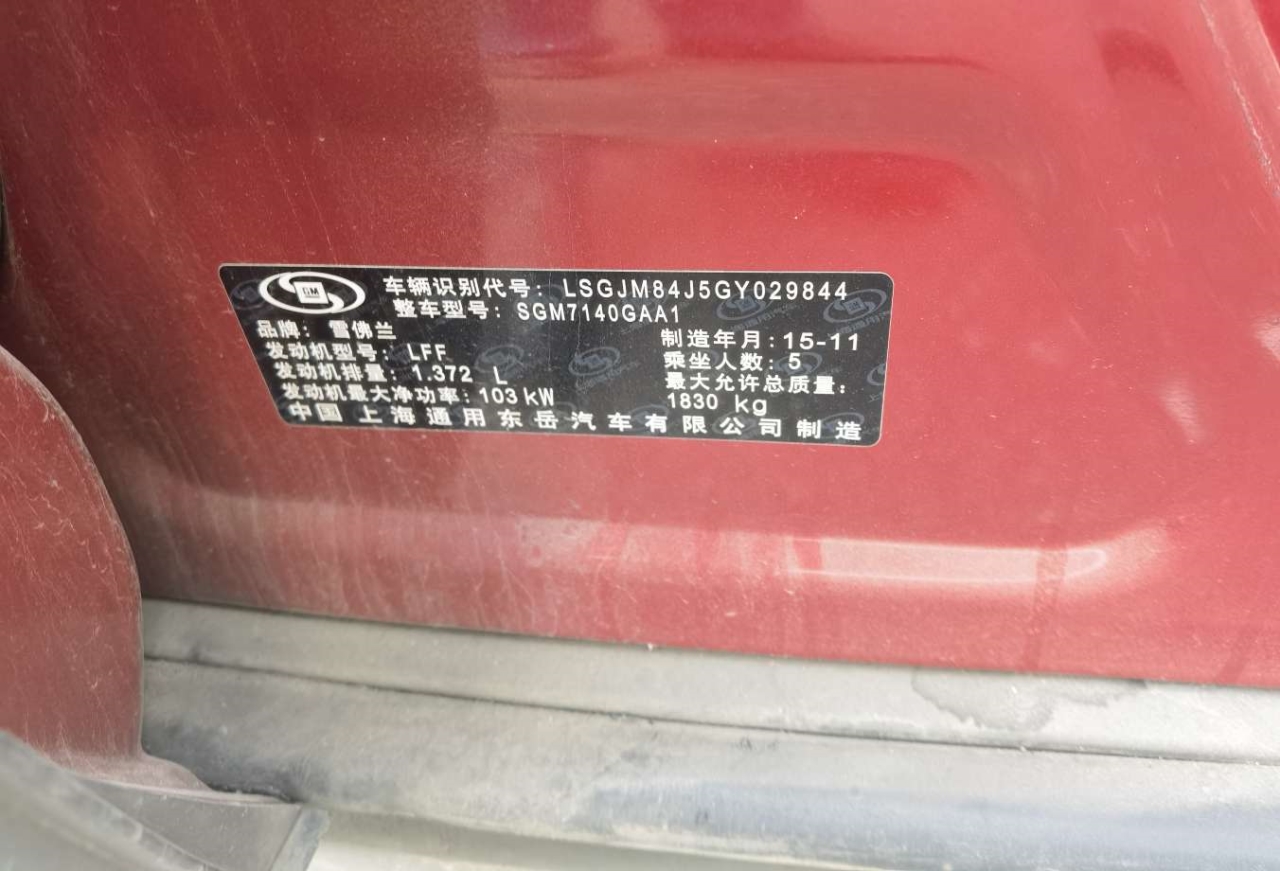 GM
车辆识别代号: LSGJM84J5GY029844
整车型号: SGM7140GAA1
品牌: 雪佛兰
制造年月: 15-11
发动机型号: LFF
乘坐人数: 5
发动机排量: 1.372 L
最大允许总质量:
发动机最大净功率: 103 kW
1830 kg
中国上海通用东岳汽车有限公司制造